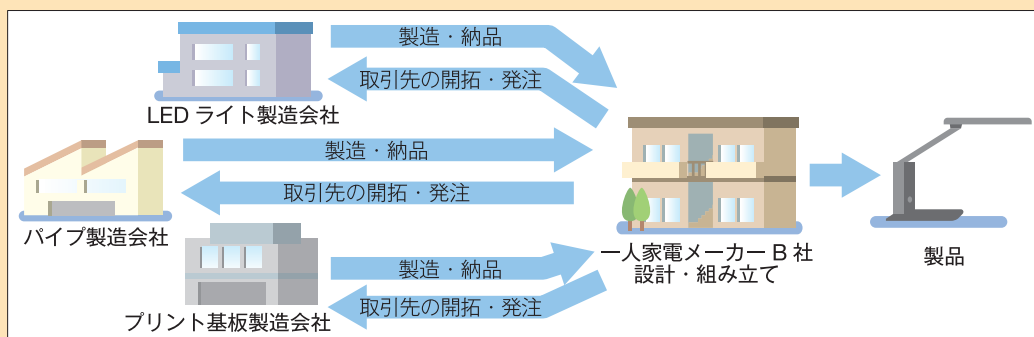 製造・納品
取引先の開拓・発注
LED ライト製造会社
製造・納品
取引先の開拓・発注
パイプ製造会社
製造・納品
取引先の開拓・発注
プリント基板製造会社
一人家電メーカー B 社
設計・組み立て
製品